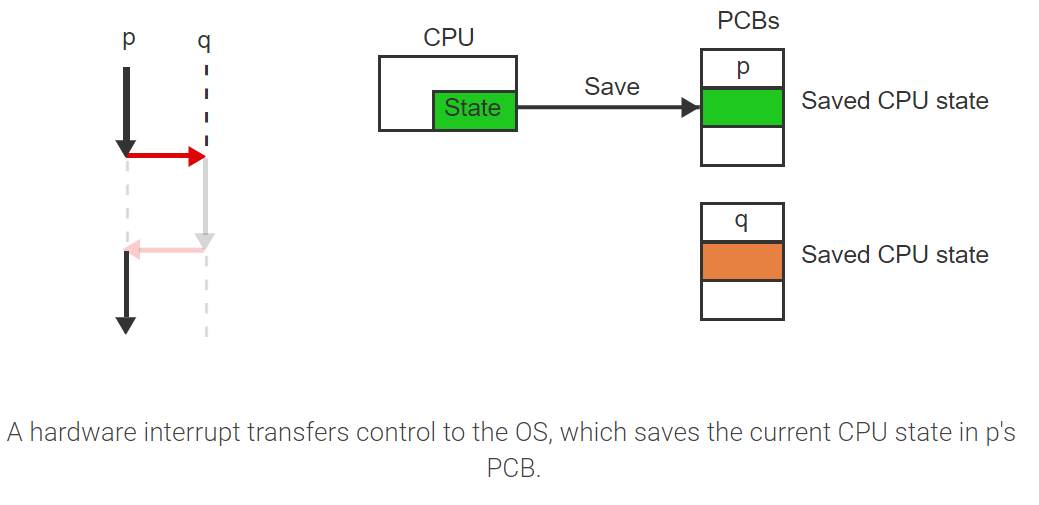 p
q
CPU
State
Save
PCBs
p
Saved CPU state
q
Saved CPU state
A hardware interrupt transfers control to the OS, which saves the current CPU state in p's
PCB.